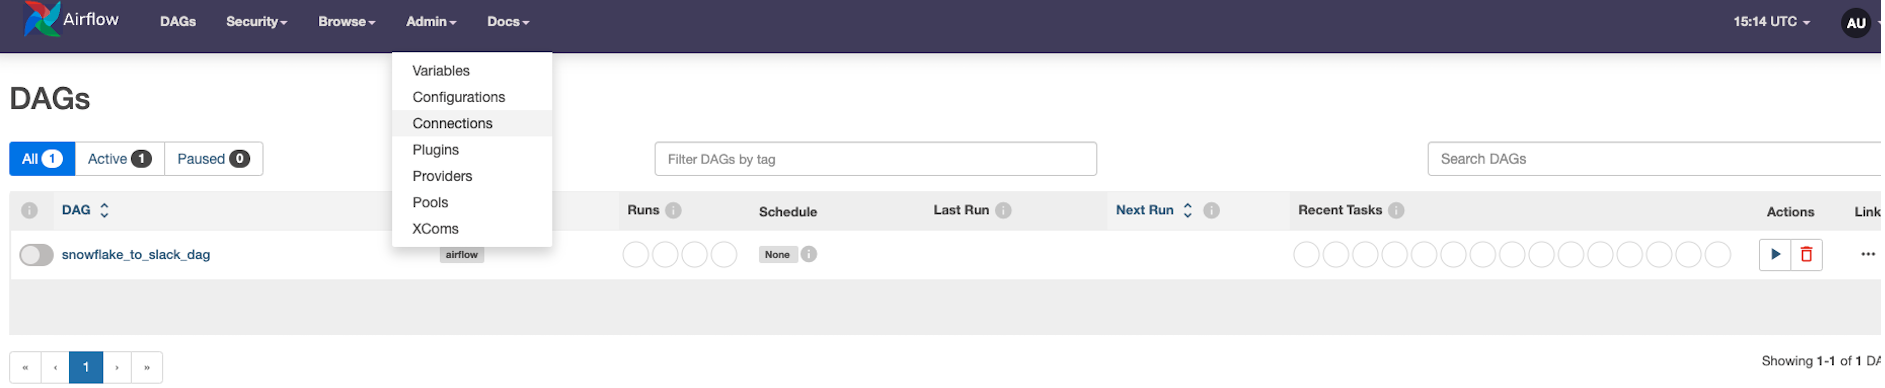 Airflow DAGs Security Browse Admin Docs 15:14 UTC AU
Variables
Configurations
Connections
Plugins
Providers
Pools
XComs
DAGs
All 1 Active 1 Paused 0 Filter DAGs by tag Search DAGs
DAG Runs Schedule Last Run Next Run Recent Tasks Actions Link
snowflake_to_slack_dag airflow None
« ‹ 1 › » Showing 1-1 of 1 DA